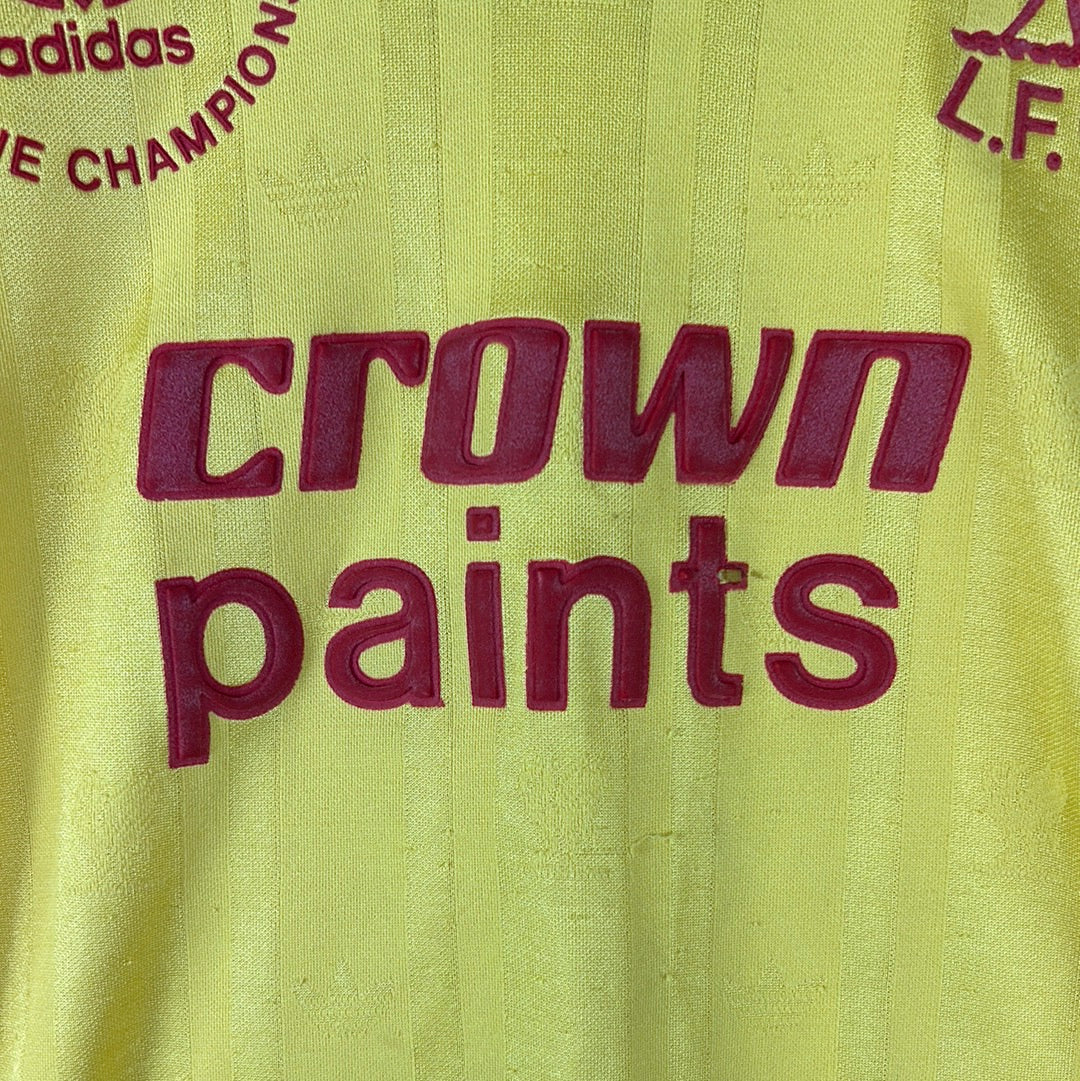 adidas
CHAMPIONS
L.F.
crown
paints